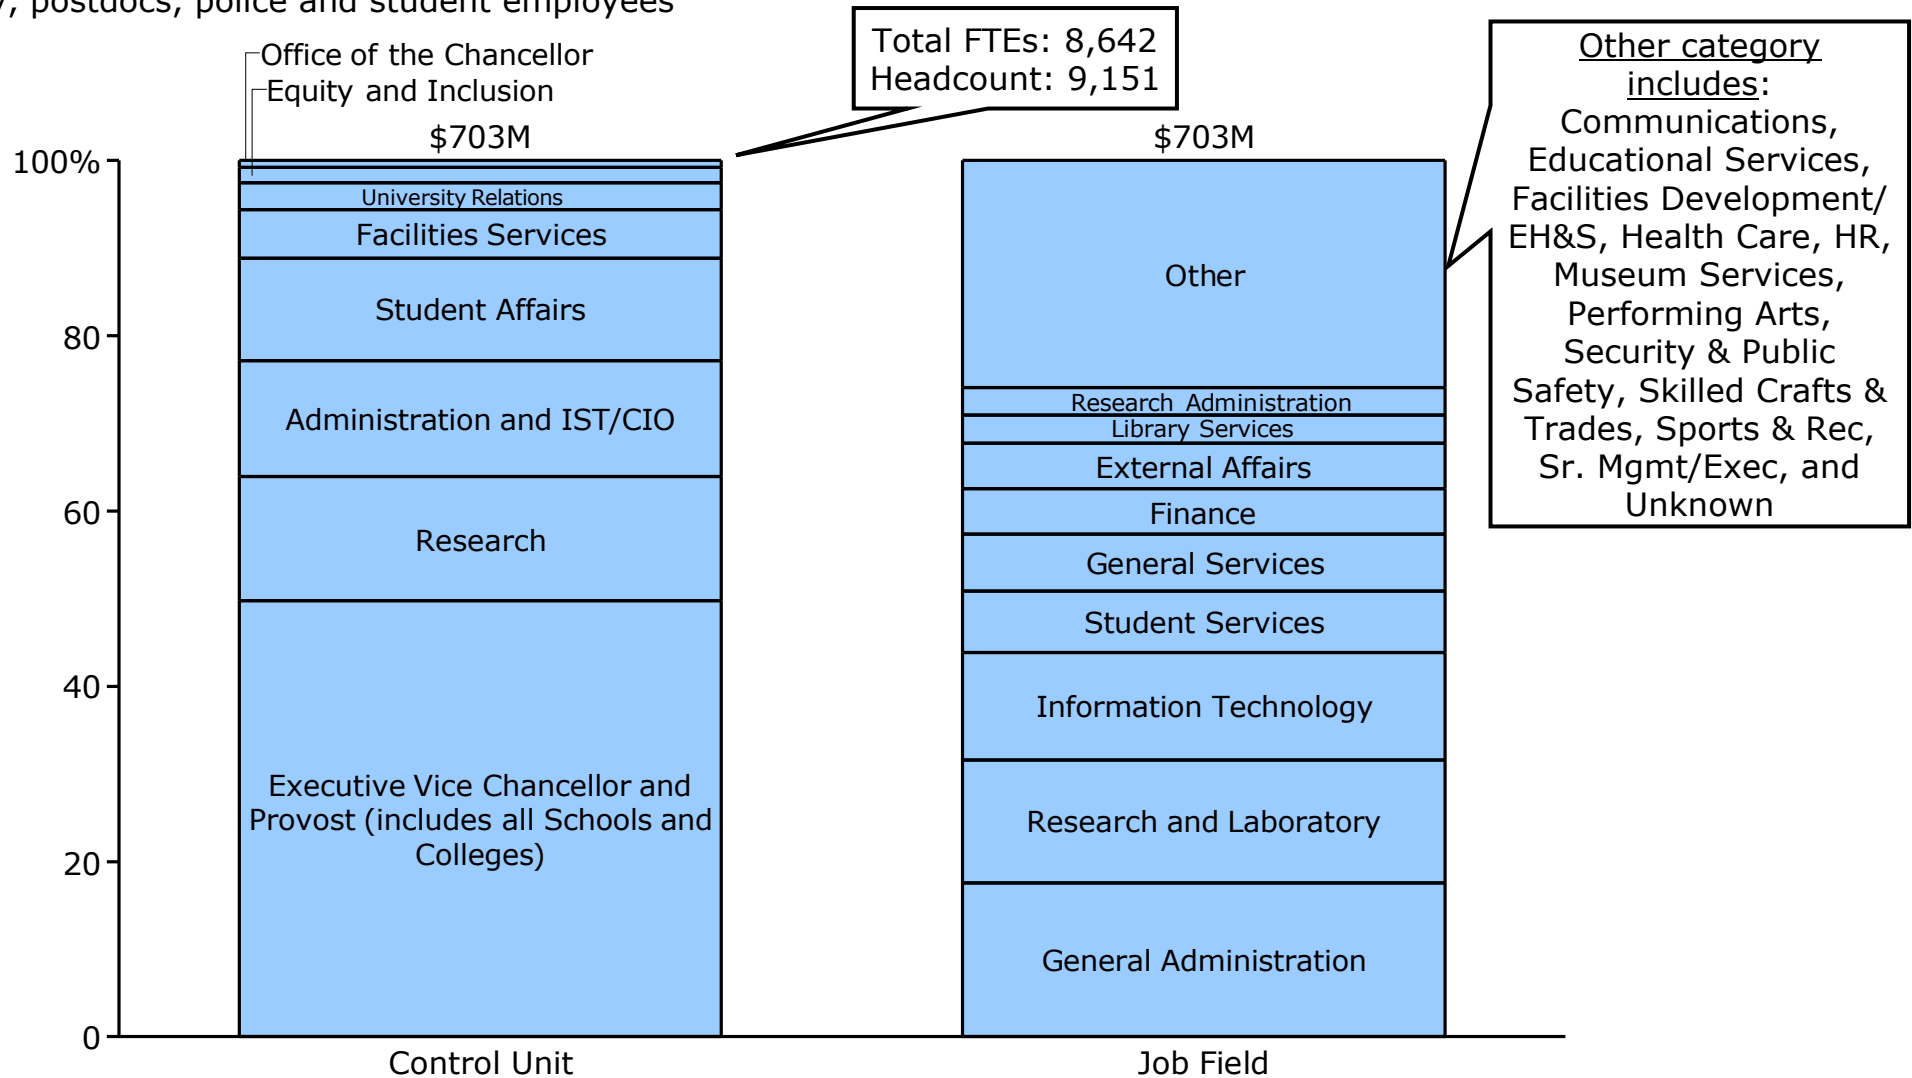 , postdocs, police and student employees
Office of the Chancellor
Equity and Inclusion
Total FTEs: 8,642
Headcount: 9,151
$703M
$703M
100%
80
60
40
20
0
University Relations
Facilities Services
Student Affairs
Administration and IST/CIO
Research
Executive Vice Chancellor and
Provost (includes all Schools and
Colleges)
Control Unit
Other
Research Administration
Library Services
External Affairs
Finance
General Services
Student Services
Information Technology
Research and Laboratory
General Administration
Job Field
Other category
includes:
Communications,
Educational Services,
Facilities Development/
EH&S, Health Care, HR,
Museum Services,
Performing Arts,
Security & Public
Safety, Skilled Crafts &
Trades, Sports & Rec,
Sr. Mgmt/Exec, and
Unknown